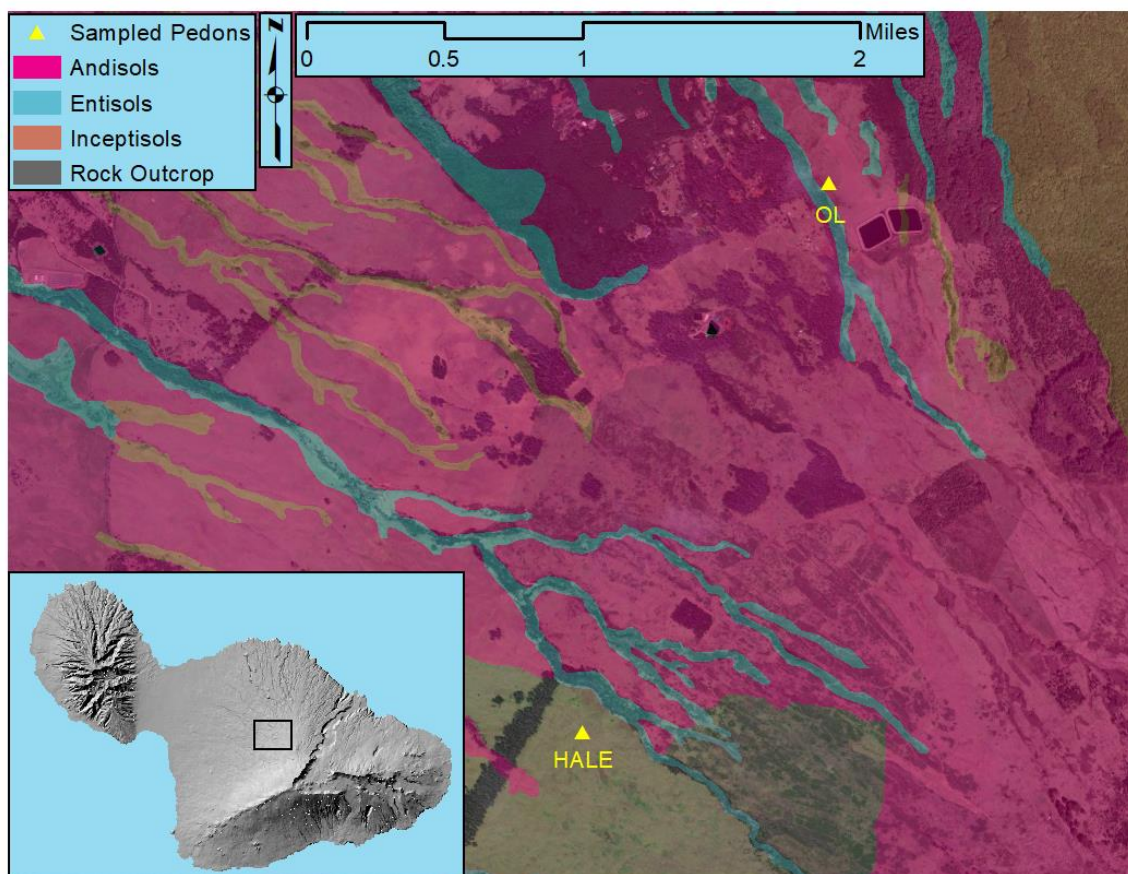 Sampled Pedons
Andisols
Entisols
Inceptisols
Rock Outcrop
N
Miles
0 0.5 1 2
OL
HALE